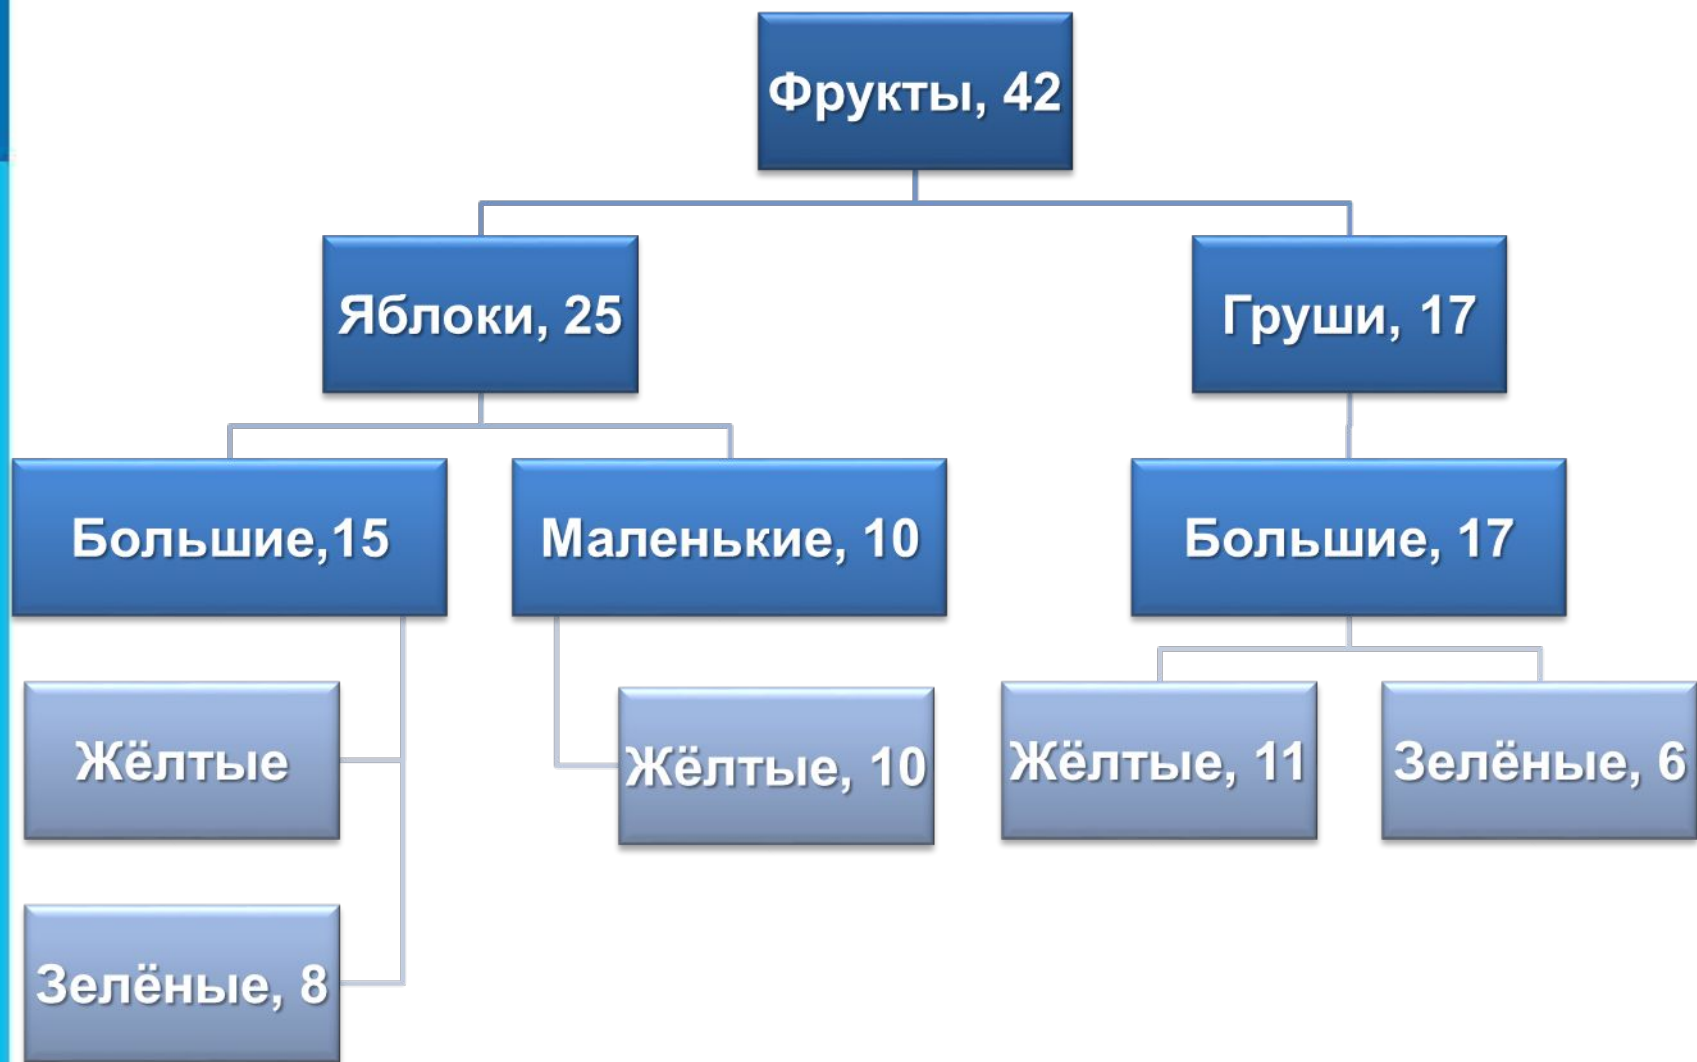 Фрукты, 42
Яблоки, 25
Груши, 17
Большие,15
Маленькие, 10
Большие, 17
Жёлтые
Жёлтые, 10
Жёлтые, 11
Зелёные, 6
Зелёные, 8